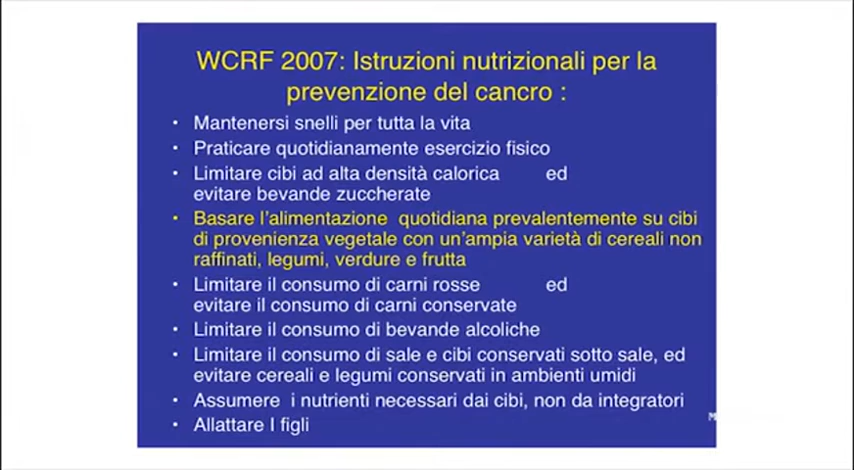 WCRF 2007: Istruzioni nutrizionali per la
prevenzione del cancro :
• Mantenersi snelli per tutta la vita
• Praticare quotidianamente esercizio fisico
• Limitare cibi ad alta densità calorica ed
evitare bevande zuccherate
• Basare l'alimentazione quotidiana prevalentemente su cibi
di provenienza vegetale con un'ampia varietà di cereali non
raffinati, legumi, verdure e frutta
• Limitare il consumo di carni rosse ed
evitare il consumo di carni conservate
• Limitare il consumo di bevande alcoliche
• Limitare il consumo di sale e cibi conservati sotto sale, ed
evitare cereali e legumi conservati in ambienti umidi
• Assumere i nutrienti necessari dai cibi, non da integratori
• Allattare I figli